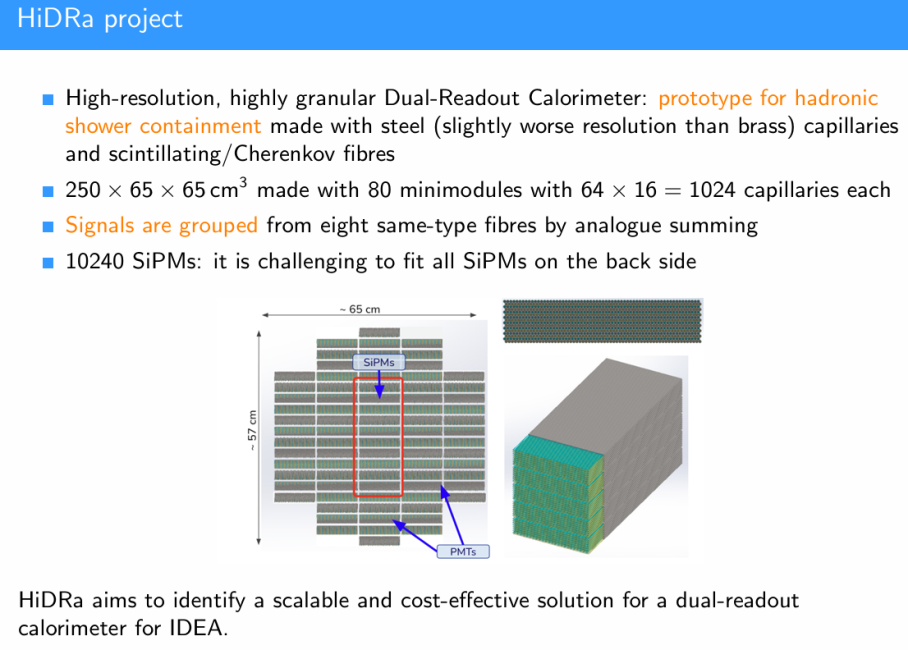 HiDRa project
High-resolution, highly granular Dual-Readout Calorimeter: prototype for hadronic
shower containment made with steel (slightly worse resolution than brass) capillaries
and scintillating/Cherenkov fibres
250 × 65 × 65 cm³ made with 80 minimodules with 64 × 16 = 1024 capillaries each
Signals are grouped from eight same-type fibres by analogue summing
10240 SiPMs: it is challenging to fit all SiPMs on the back side
~ 65 cm
SiPMs
~ 57 cm
PMTs
HiDRa aims to identify a scalable and cost-effective solution for a dual-readout
calorimeter for IDEA.